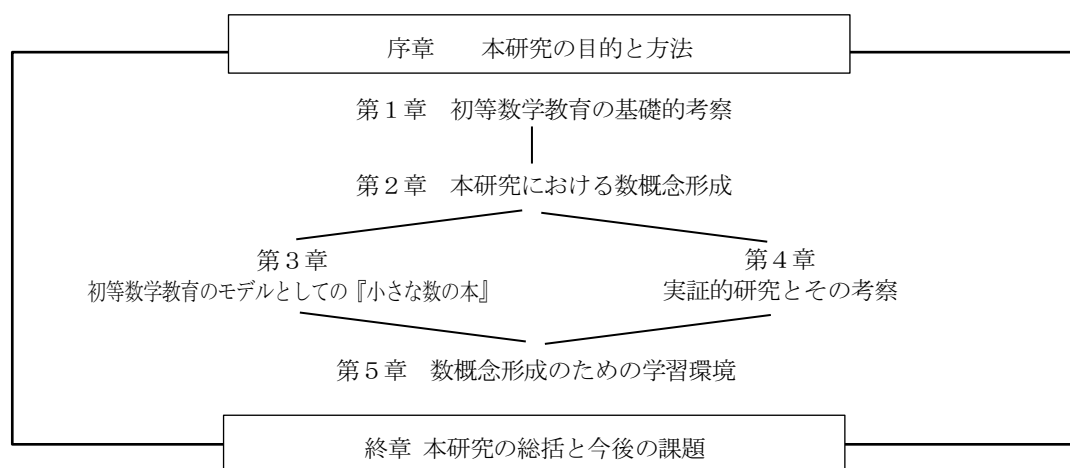 序章　　本研究の目的と方法
第１章　初等数学教育の基礎的考察
第２章　本研究における数概念形成
第３章
初等数学教育のモデルとしての『小さな数の本』
第４章
実証的研究とその考察
第５章　数概念形成のための学習環境
終章 本研究の総括と今後の課題